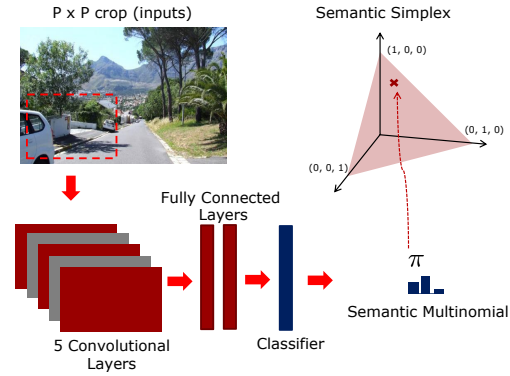 P x P crop (inputs)
Semantic Simplex
(1, 0, 0)
(0, 1, 0)
(0, 0, 1)
Fully Connected
Layers
π
5 Convolutional
Layers
Classifier
Semantic Multinomial